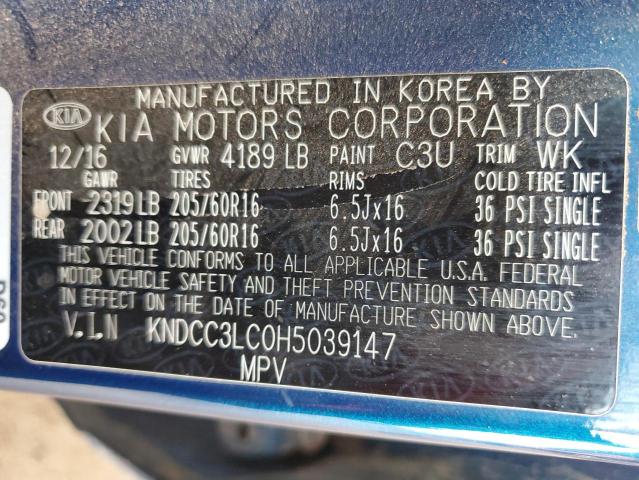 MANUFACTURED IN KOREA BY
KIA KIA MOTORS CORPORATION
12/16 GVWR 4189 LB PAINT C3U TRIM WK
GAWR TIRES RIMS COLD TIRE INFL
FRONT 2319 LB 205/60R16 6.5Jx16 36 PSI SINGLE
REAR 2002 LB 205/60R16 6.5Jx16 36 PSI SINGLE
THIS VEHICLE CONFORMS TO ALL APPLICABLE U.S.A. FEDERAL
MOTOR VEHICLE SAFETY AND THEFT PREVENTION STANDARDS
IN EFFECT ON THE DATE OF MANUFACTURE SHOWN ABOVE.
V.I.N KNDCC3LC0H5039147
MPV